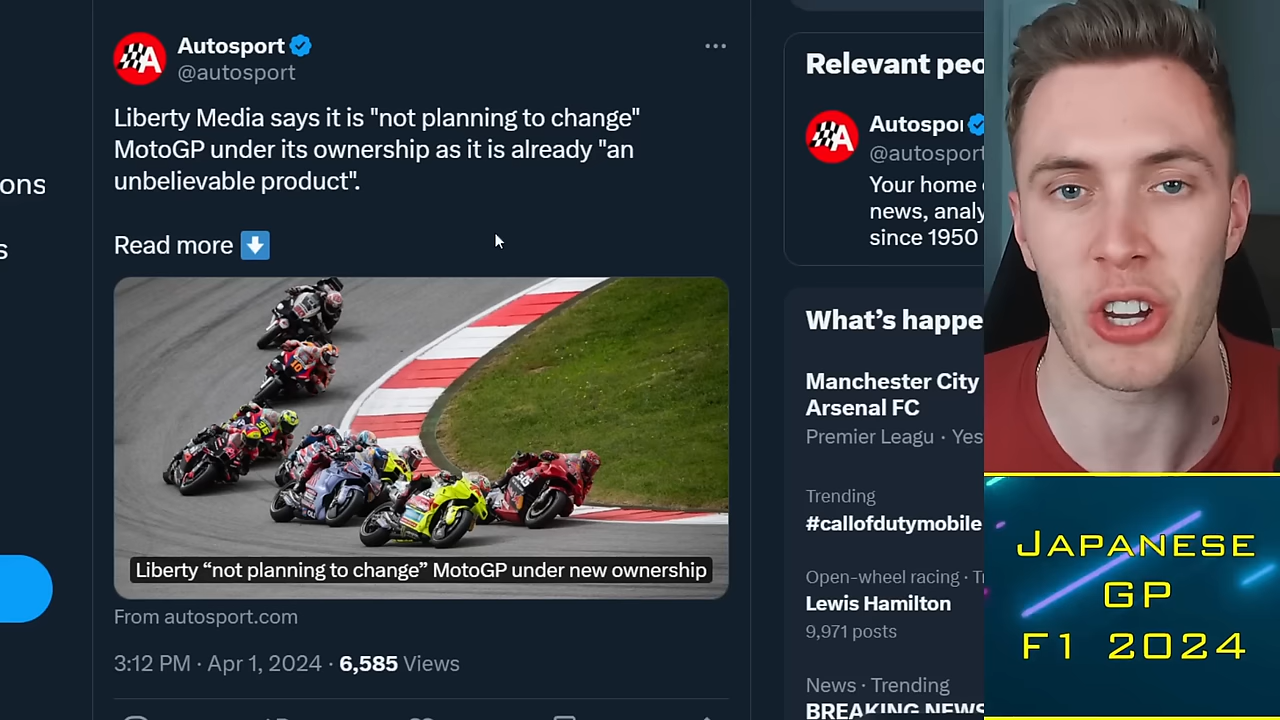 Autosport
@autosport
Liberty Media says it is "not planning to change"
MotoGP under its ownership as it is already "an
unbelievable product".
Read more
Liberty “not planning to change” MotoGP under new ownership
From autosport.com
3:12 PM · Apr 1, 2024 · 6,585 Views
ons
s
Relevant peo
Autospor
@autosport
Your home
news, analy
since 1950
What’s happe
Manchester City
Arsenal FC
Premier Leagu · Yes
Trending
#callofdutymobile
Open-wheel racing · Tr
Lewis Hamilton
9,971 posts
News · Trending
BREAKING NEWS
JAPANESE
GP
F1 2024